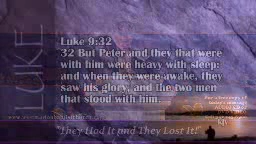 LUKE
Luke 9:32
32 But Peter and they that were
with him were heavy with sleep:
and when they were awake, they
saw his glory, and the two men
that stood with him.
"They Had It and They Lost It!"